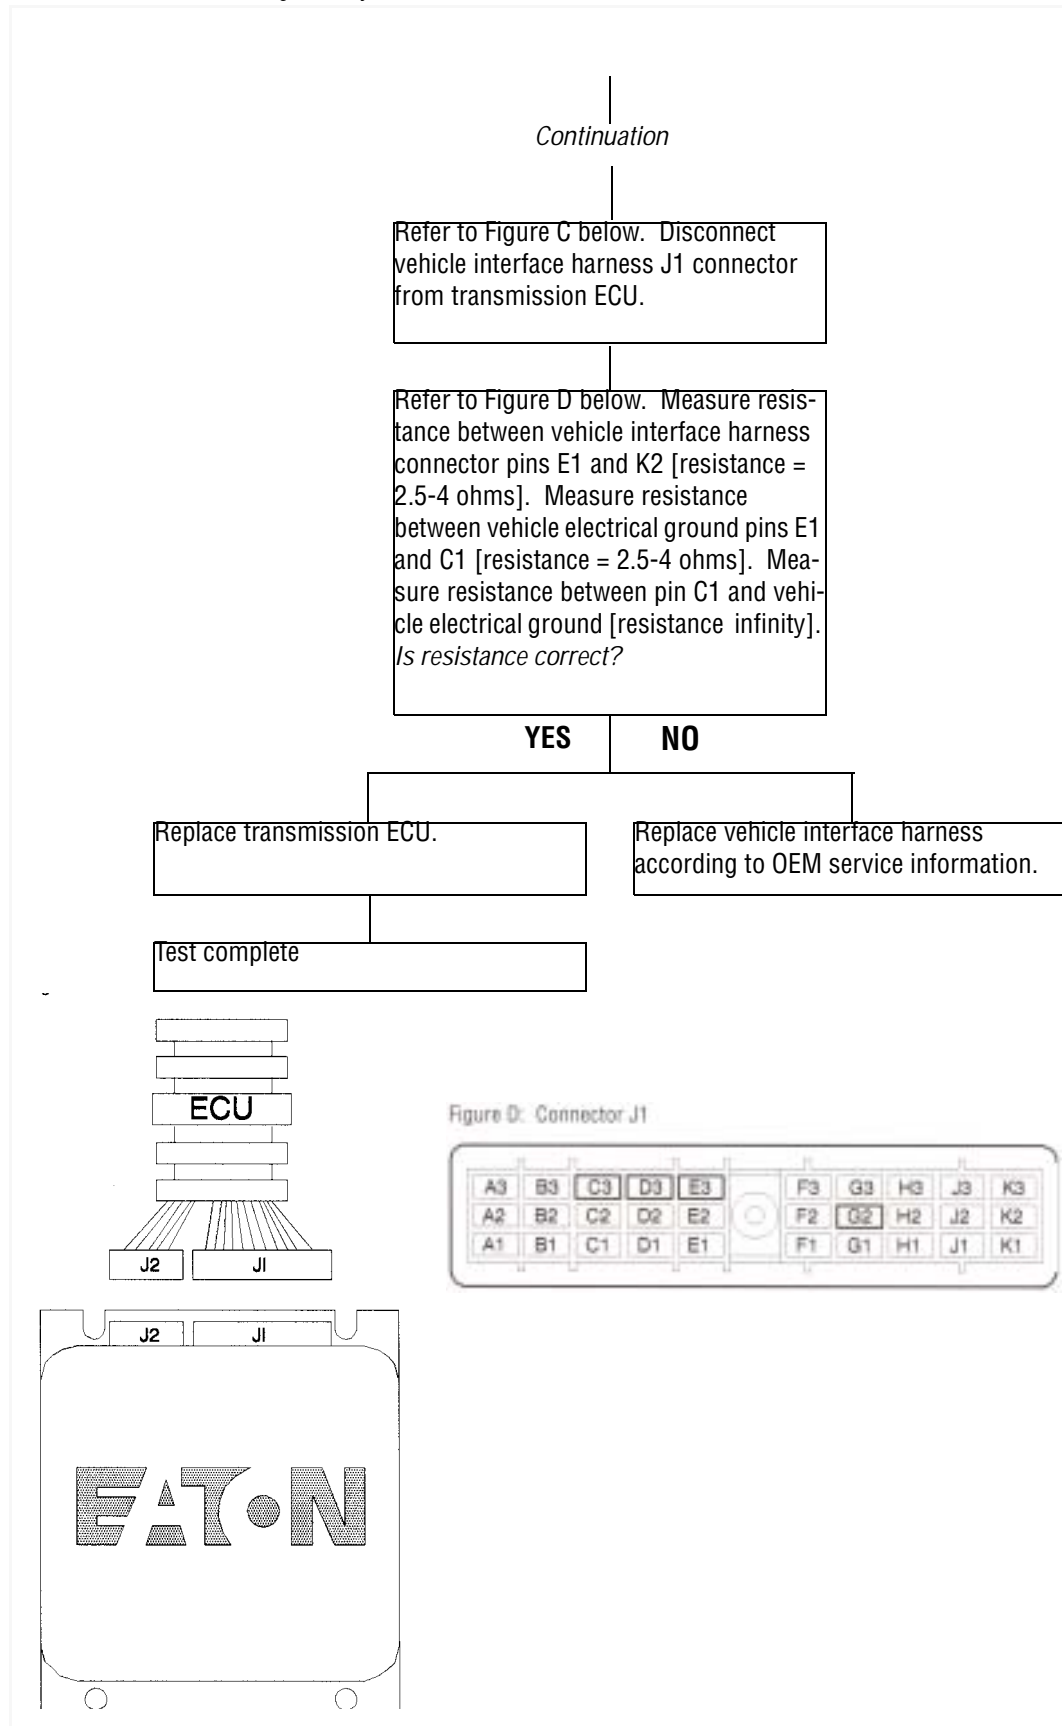 Continuation
Refer to Figure C below. Disconnect
vehicle interface harness J1 connector
from transmission ECU.
Refer to Figure D below. Measure resis-
tance between vehicle interface harness
connector pins E1 and K2 [resistance =
2.5-4 ohms]. Measure resistance
between vehicle electrical ground pins E1
and C1 [resistance = 2.5-4 ohms]. Mea-
sure resistance between pin C1 and vehi-
cle electrical ground [resistance infinity].
Is resistance correct?
YES NO
Replace transmission ECU.
Replace vehicle interface harness
according to OEM service information.
Test complete
ECU
J2 J1
J2 J1
EATON
Figure D: Connector J1
A3 B3 C3 D3 E3 F3 G3 H3 J3 K3
A2 B2 C2 D2 E2 F2 G2 H2 J2 K2
A1 B1 C1 D1 E1 F1 G1 H1 J1 K1